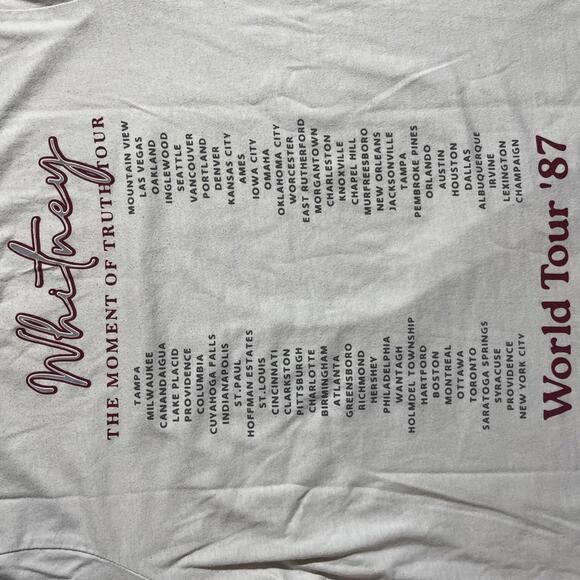 Whitney
THE MOMENT OF TRUTH TOUR
TAMPA
MILWAUKEE
CANANDAIGUA
LAKE PLACID
PROVIDENCE
COLUMBIA
CUYAHOGA FALLS
INDIANAPOLIS
ST. PAUL
HOFFMAN ESTATES
ST. LOUIS
CINCINNATI
CLARKSTON
PITTSBURGH
CHARLOTTE
BIRMINGHAM
ATLANTA
GREENSBORO
RICHMOND
HERSHEY
PHILADELPHIA
WANTAGH
HOLMDEL TOWNSHIP
HARTFORD
BOSTON
MONTREAL
OTTAWA
TORONTO
SARATOGA SPRINGS
SYRACUSE
PROVIDENCE
NEW YORK CITY
MOUNTAIN VIEW
LAS VEGAS
OAKLAND
INGLEWOOD
SEATTLE
VANCOUVER
PORTLAND
DENVER
KANSAS CITY
AMES
IOWA CITY
OMAHA
OKLAHOMA CITY
WORCESTER
EAST RUTHERFORD
MORGANTOWN
CHARLESTON
KNOXVILLE
CHAPEL HILL
MURFREESBORO
NEW ORLEANS
JACKSONVILLE
TAMPA
PEMBROKE PINES
ORLANDO
AUSTIN
HOUSTON
DALLAS
ALBUQUERQUE
IRVINE
LEXINGTON
CHAMPAIGN
World Tour '87